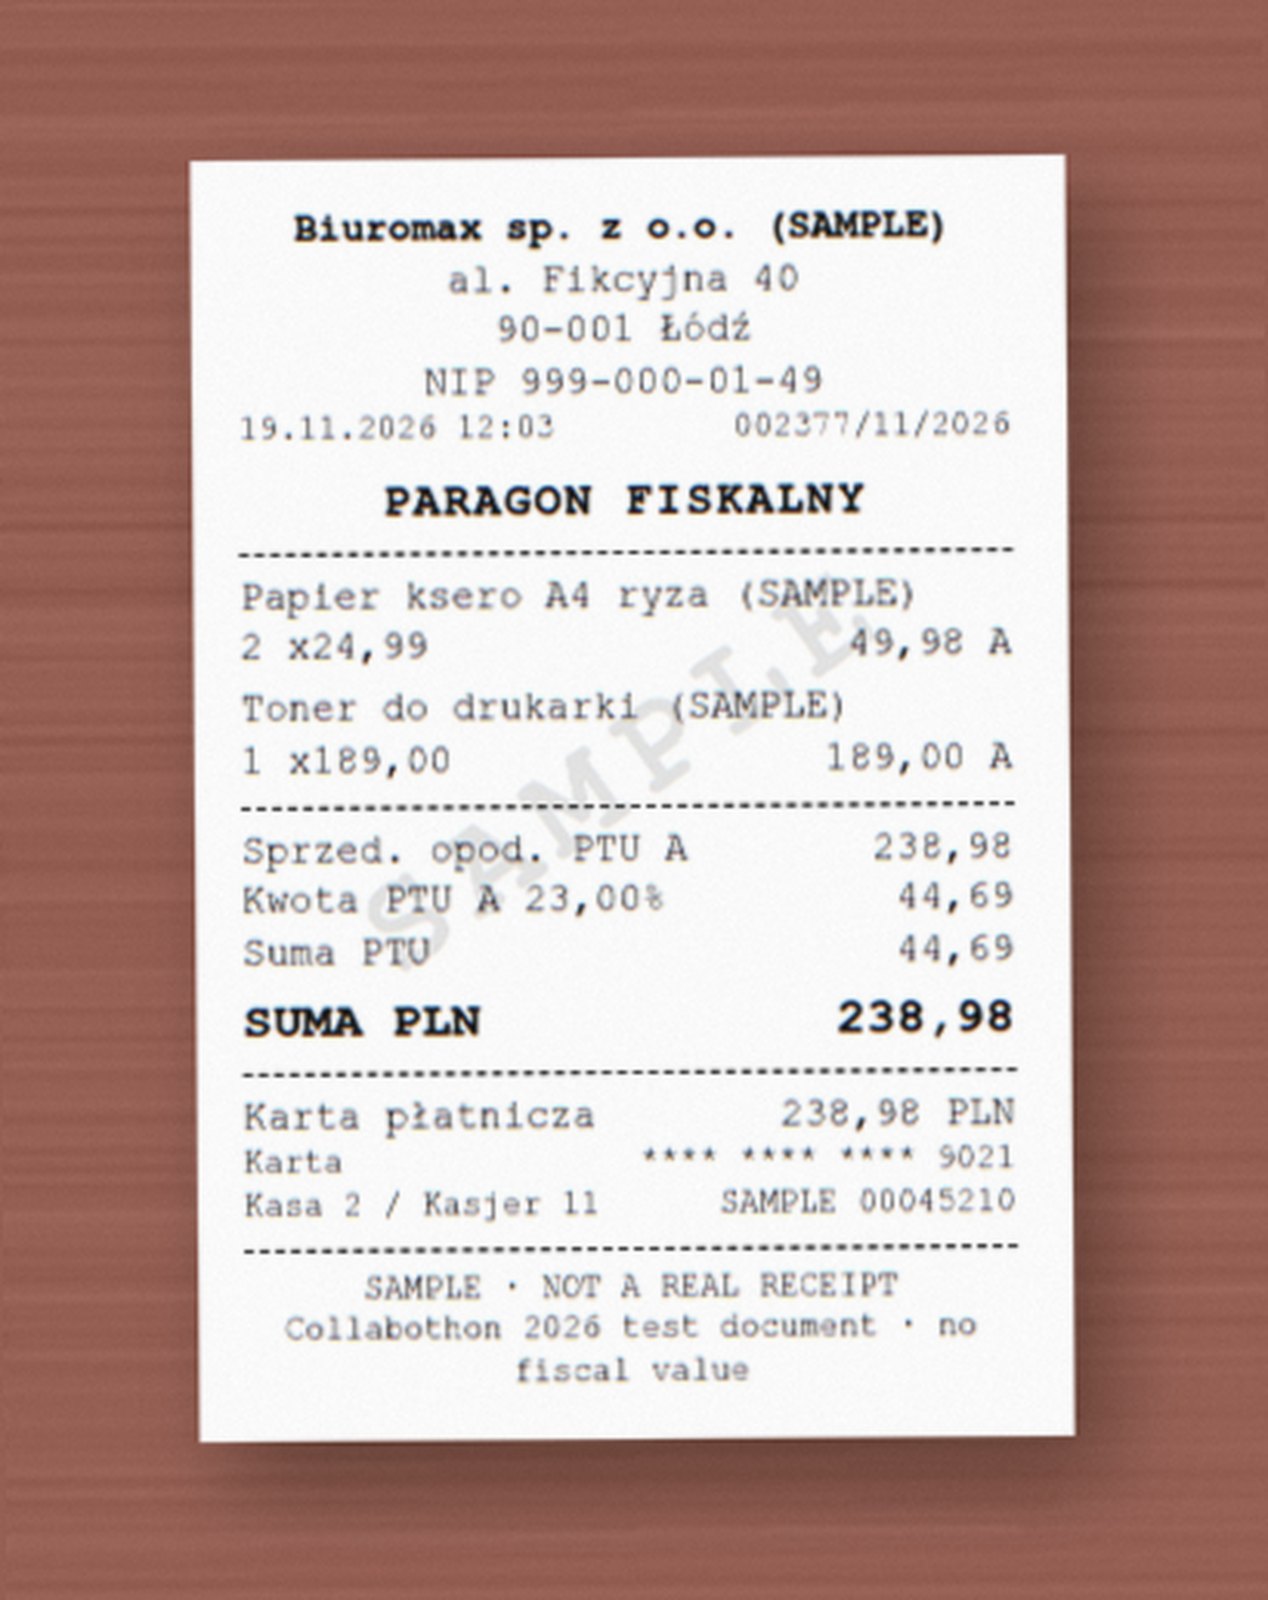 Biuromax sp. z o.o. (SAMPLE)
al. Fikcyjna 40
90-001 Łódź
NIP 999-000-01-49
19.11.2026 12:03 002377/11/2026
PARAGON FISKALNY
Papier ksero A4 ryza (SAMPLE)
2 x24,99 49,98 A
Toner do drukarki (SAMPLE)
1 x189,00 189,00 A
Sprzed. opod. PTU A 238,98
Kwota PTU A 23,00% 44,69
Suma PTU 44,69
SUMA PLN 238,98
Karta płatnicza 238,98 PLN
Karta **** **** **** 9021
Kasa 2 / Kasjer 11 SAMPLE 00045210
SAMPLE · NOT A REAL RECEIPT
Collabothon 2026 test document · no
fiscal value
SAMPLE